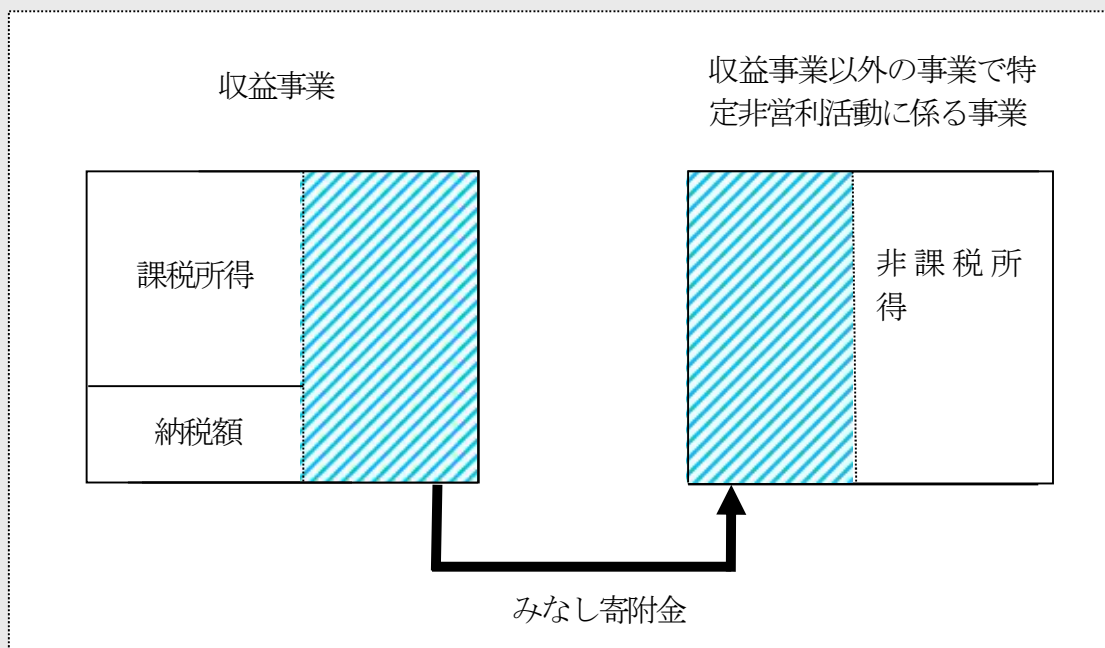 収益事業
収益事業以外の事業で特
定非営利活動に係る事業
課税所得
非課税所
得
納税額
みなし寄附金